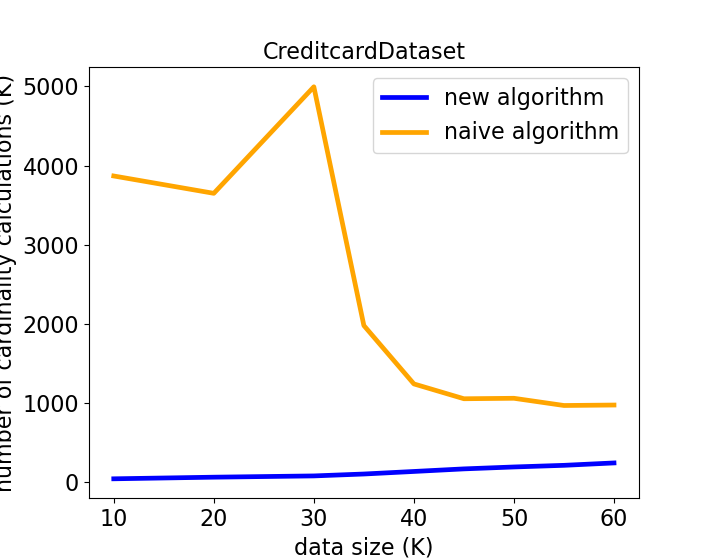 CreditcardDataset
number of cardinality calculations (K)
5000
4000
3000
2000
1000
0
new algorithm
naive algorithm
10 20 30 40 50 60
data size (K)